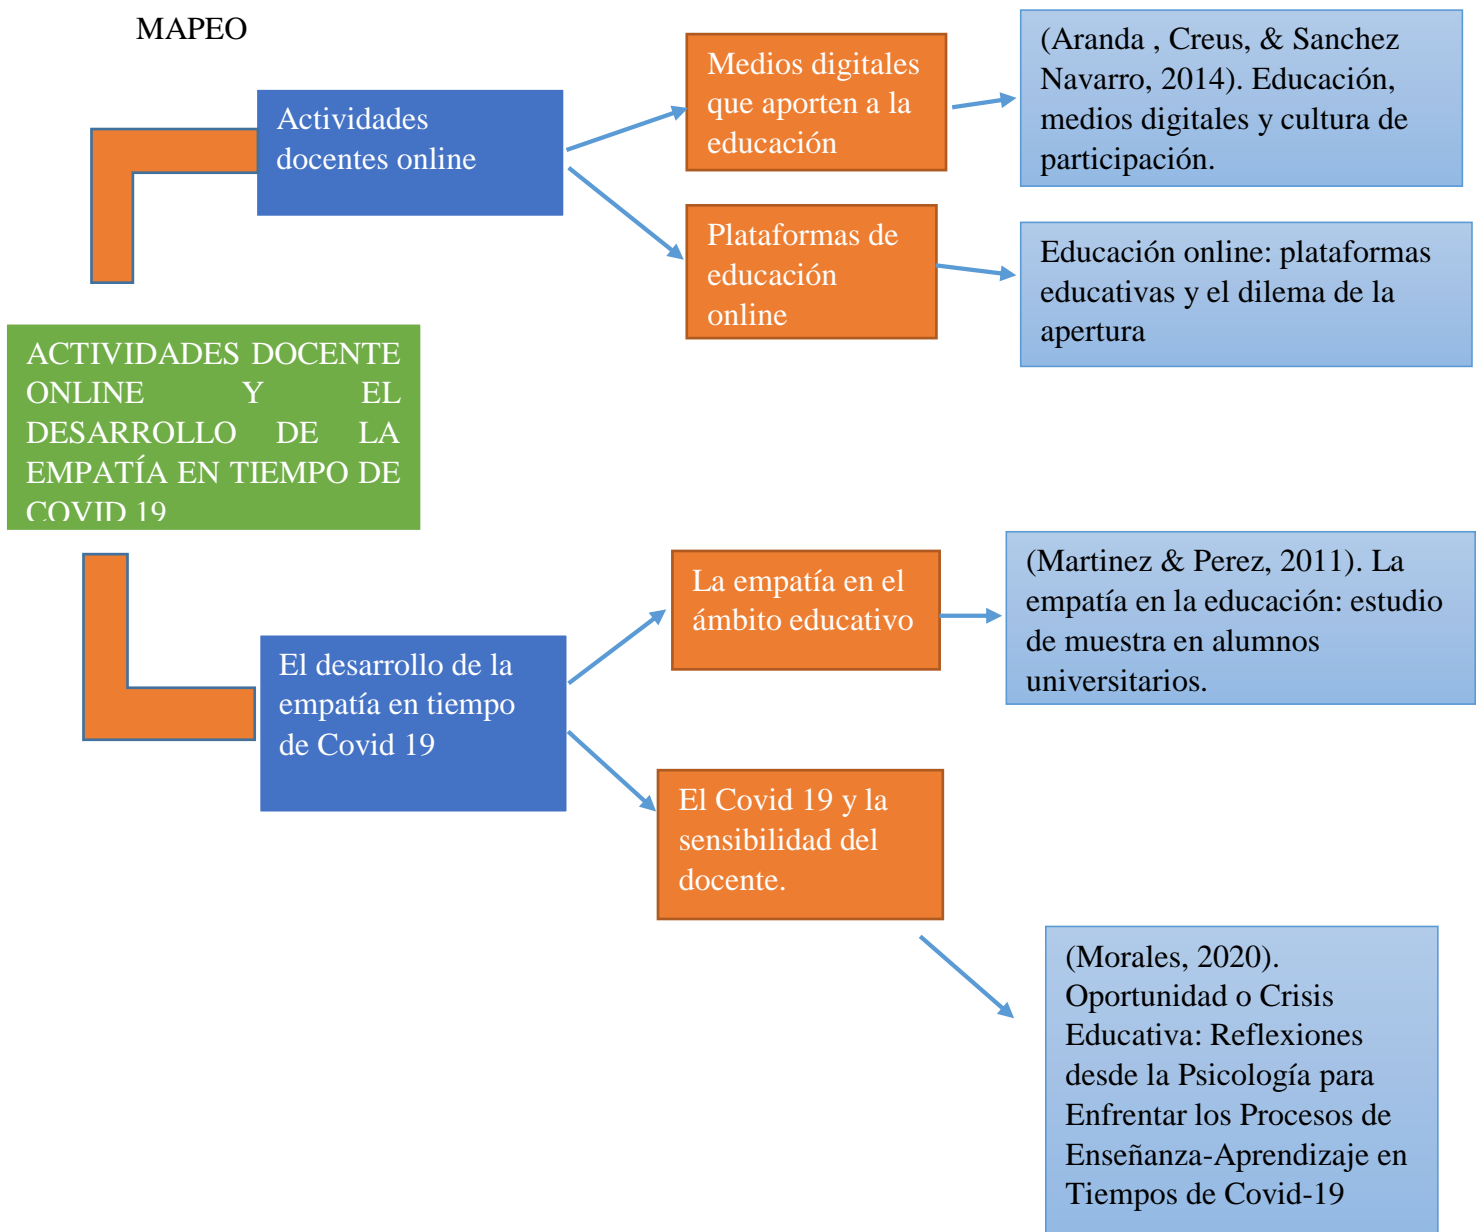 MAPEO
Actividades
docentes online
Medios digitales
que aporten a la
educación
(Aranda , Creus, & Sanchez
Navarro, 2014). Educación,
medios digitales y cultura de
participación.
Plataformas de
educación
online
Educación online: plataformas
educativas y el dilema de la
apertura
ACTIVIDADES DOCENTE
ONLINE Y EL
DESARROLLO DE LA
EMPATÍA EN TIEMPO DE
COVID 19
El desarrollo de la
empatía en tiempo
de Covid 19
La empatía en el
ámbito educativo
(Martinez & Perez, 2011). La
empatía en la educación: estudio
de muestra en alumnos
universitarios.
El Covid 19 y la
sensibilidad del
docente.
(Morales, 2020).
Oportunidad o Crisis
Educativa: Reflexiones
desde la Psicología para
Enfrentar los Procesos de
Enseñanza-Aprendizaje en
Tiempos de Covid-19